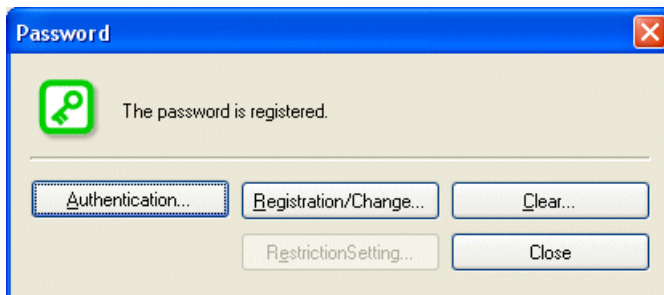 Password
The password is registered.
Authentication... Registration/Change... Clear...
RestrictionSetting... Close